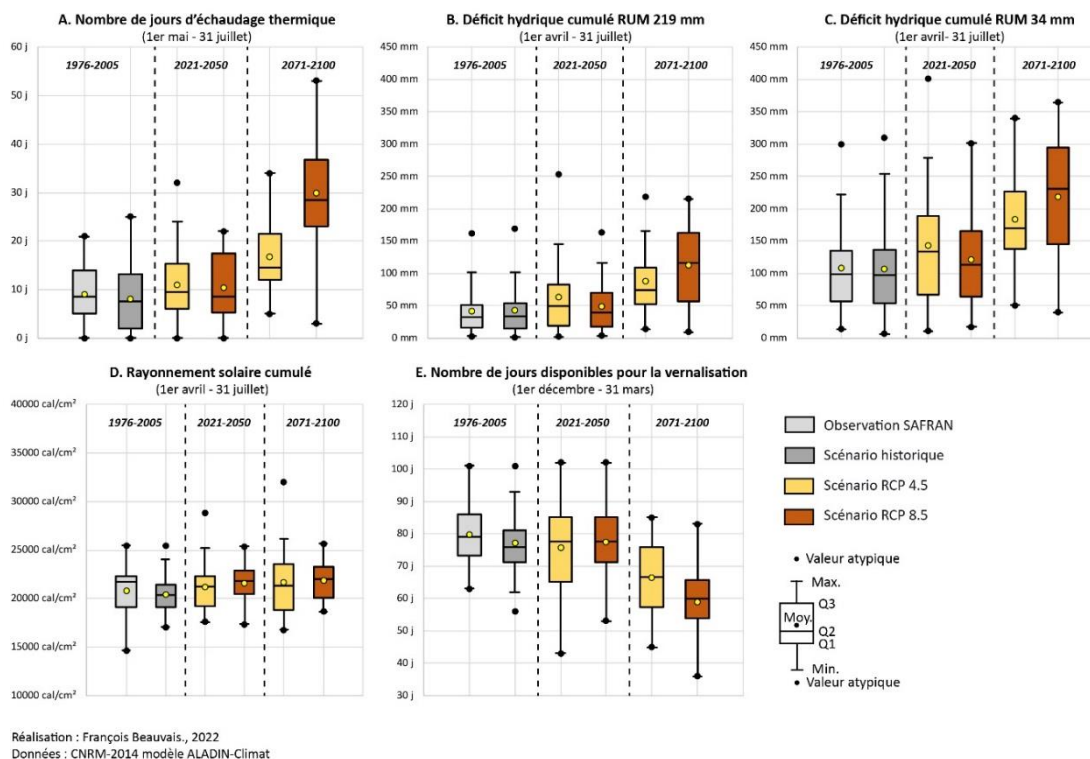 A. Nombre de jours d'échaudage thermique
(1er mai - 31 juillet)
60 j
50 j
40 j
30 j
20 j
10 j
0 j
1976-2005
2021-2050
2071-2100
B. Déficit hydrique cumulé RUM 219 mm
(1er avril - 31 juillet)
450 mm
400 mm
350 mm
300 mm
250 mm
200 mm
150 mm
100 mm
50 mm
0 mm
1976-2005
2021-2050
2071-2100
C. Déficit hydrique cumulé RUM 34 mm
(1er avril- 31 juillet)
450 mm
400 mm
350 mm
300 mm
250 mm
200 mm
150 mm
100 mm
50 mm
0 mm
1976-2005
2021-2050
2071-2100
D. Rayonnement solaire cumulé
(1er avril - 31 juillet)
40000 cal/cm²
35000 cal/cm²
30000 cal/cm²
25000 cal/cm²
20000 cal/cm²
15000 cal/cm²
10000 cal/cm²
1976-2005
2021-2050
2071-2100
E. Nombre de jours disponibles pour la vernalisation
(1er décembre - 31 mars)
120 j
110 j
100 j
90 j
80 j
70 j
60 j
50 j
40 j
30 j
1976-2005
2021-2050
2071-2100
Observation SAFRAN
Scénario historique
Scénario RCP 4.5
Scénario RCP 8.5
Valeur atypique
Max.
Q3
Moy.
Q2
Q1
Min.
Valeur atypique
Réalisation : François Beauvais., 2022
Données : CNRM-2014 modèle ALADIN-Climat